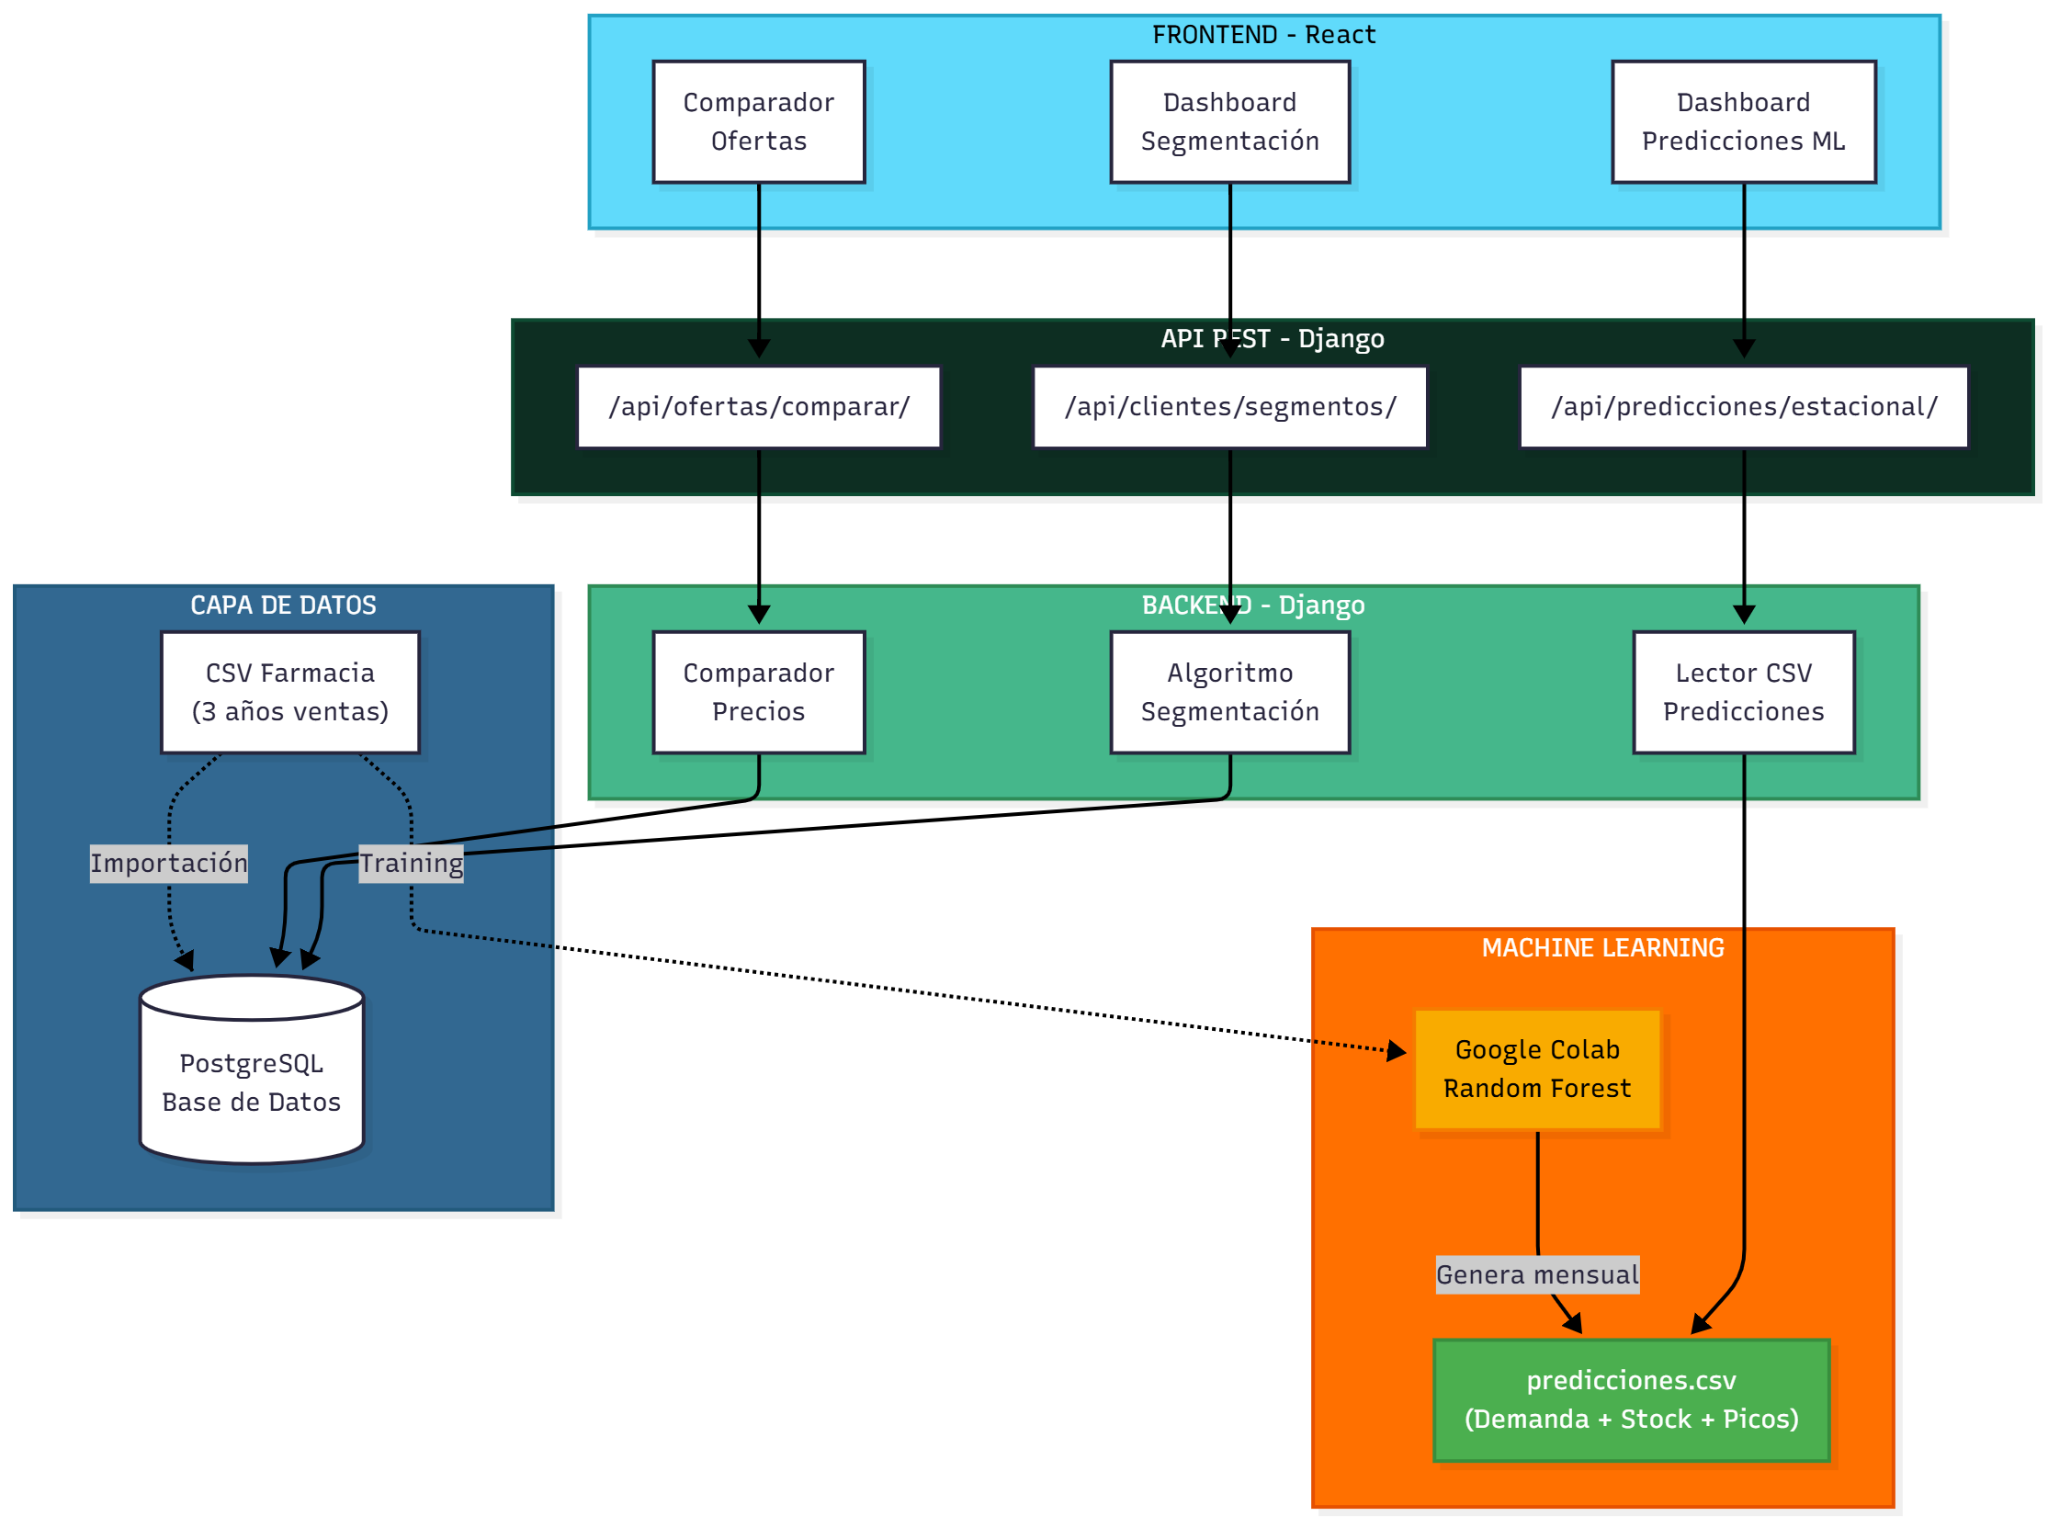 FRONTEND - React
Comparador
Ofertas
Dashboard
Segmentación
Dashboard
Predicciones ML
API REST - Django
/api/ofertas/comparar/
/api/clientes/segmentos/
/api/predicciones/estacional/
CAPA DE DATOS
CSV Farmacia
(3 años ventas)
Importación
Training
PostgreSQL
Base de Datos
BACKEND - Django
Comparador
Precios
Algoritmo
Segmentación
Lector CSV
Predicciones
MACHINE LEARNING
Google Colab
Random Forest
Genera mensual
predicciones.csv
(Demanda + Stock + Picos)